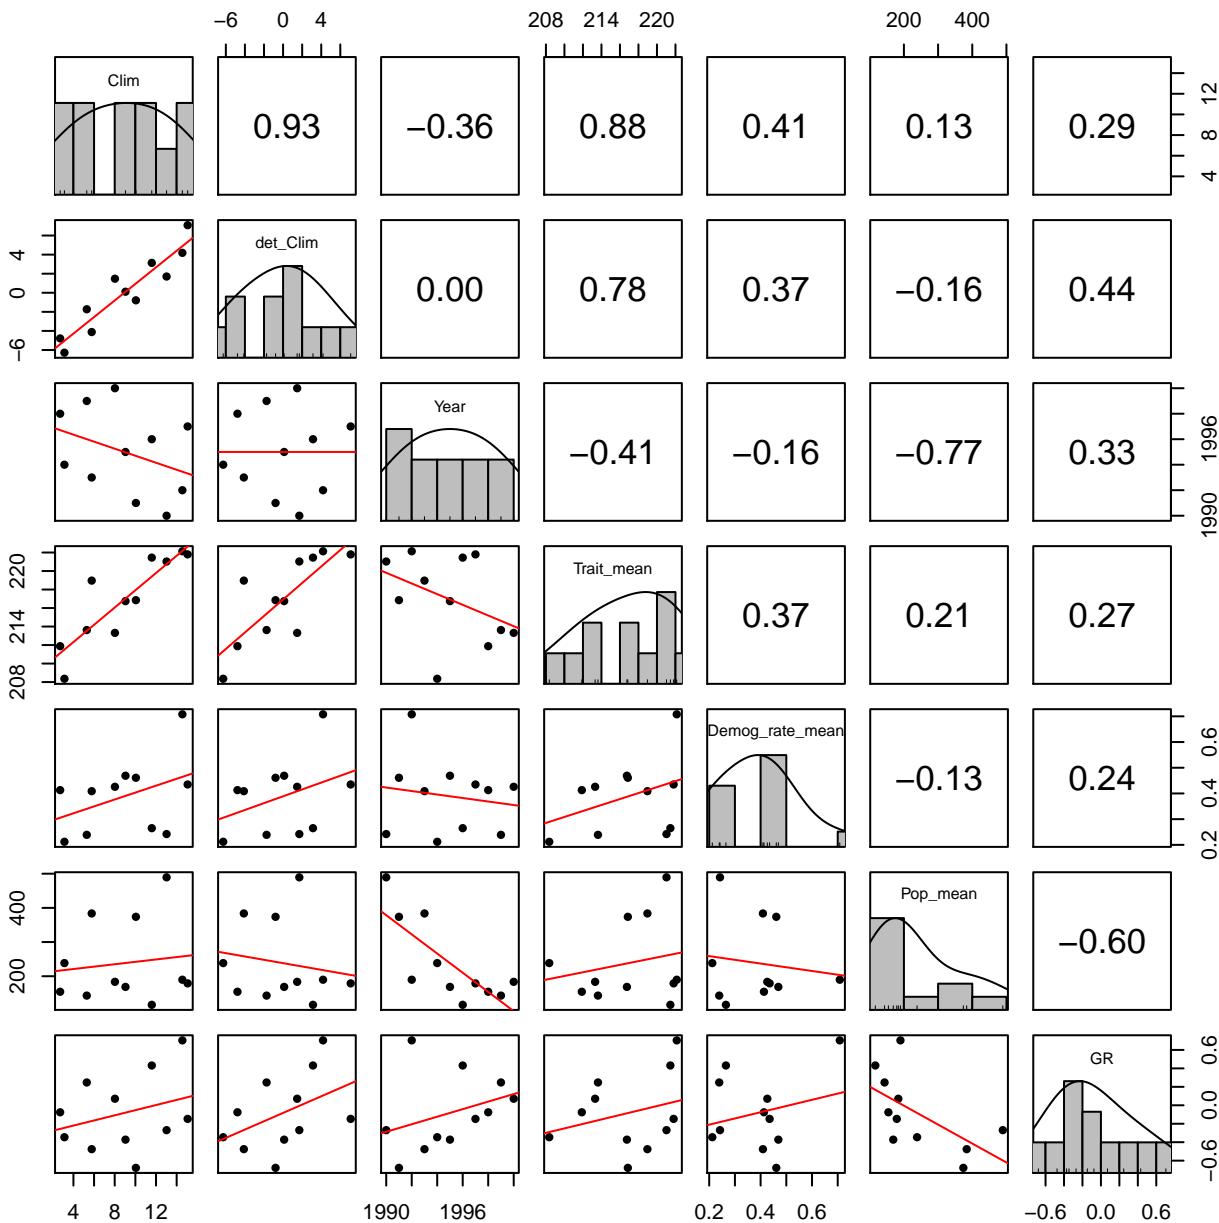 −6 0 4 208 214 220 200 400
Clim 0.93 −0.36 0.88 0.41 0.13 0.29 4 8 12
−6 0 4 det_Clim 0.00 0.78 0.37 −0.16 0.44
Year −0.41 −0.16 −0.77 0.33 1990 1996
208 214 220 Trait_mean 0.37 0.21 0.27
Demog_rate_mean −0.13 0.24 0.2 0.4 0.6
200 400 Pop_mean −0.60
GR −0.6 0.0 0.6
4 8 12 1990 1996 0.2 0.4 0.6 −0.6 0.0 0.6